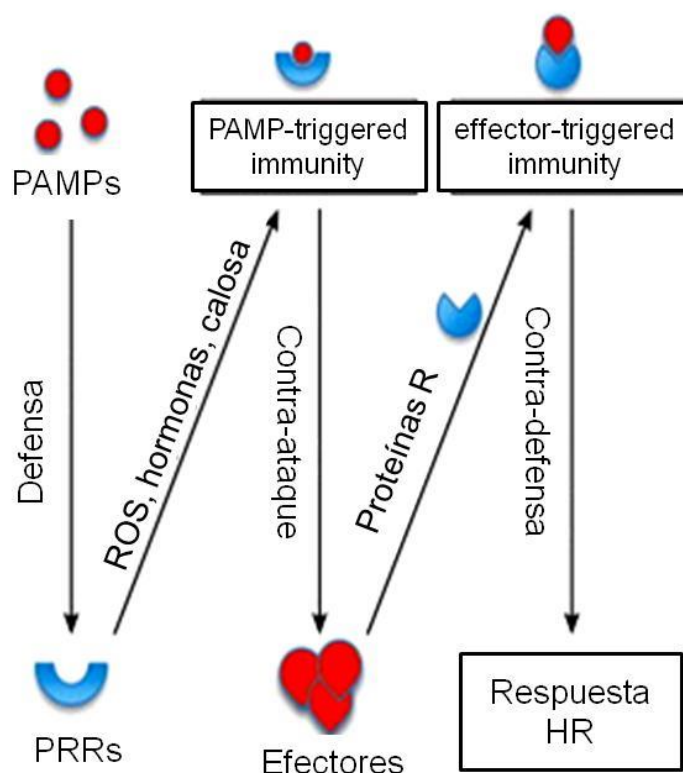 PAMPs
PAMP-triggered
immunity
effector-triggered
immunity
Defensa
ROS, hormonas, calosa
Contra-ataque
Proteínas R
Contra-defensa
PRRs
Efectores
Respuesta
HR